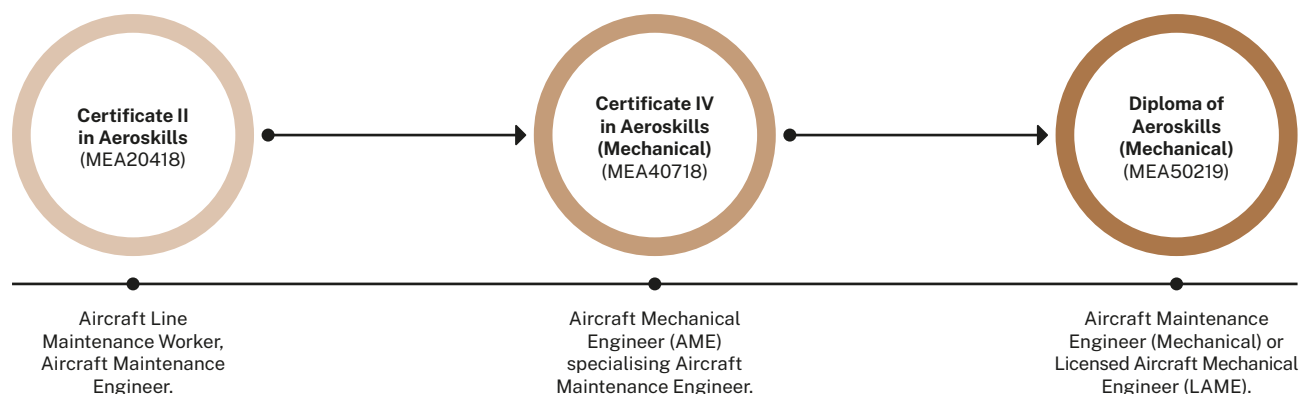 Certificate II
in Aeroskills
(MEA20418)
Certificate IV
in Aeroskills
(Mechanical)
(MEA40718)
Diploma of
Aeroskills
(Mechanical)
(MEA50219)
Aircraft Line
Maintenance Worker,
Aircraft Maintenance
Engineer.
Aircraft Mechanical
Engineer (AME)
specialising Aircraft
Maintenance Engineer.
Aircraft Maintenance
Engineer (Mechanical) or
Licensed Aircraft Mechanical
Engineer (LAME).